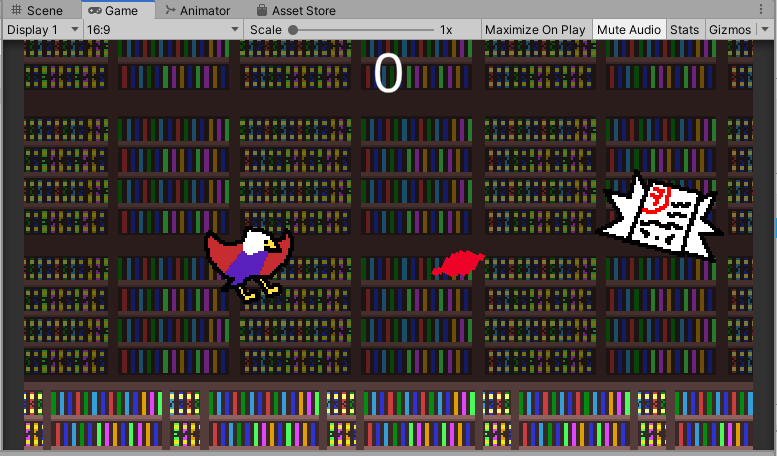 Scene Game Animator Asset Store
Display 1 16:9 Scale 1x Maximize On Play Mute Audio Stats Gizmos
0